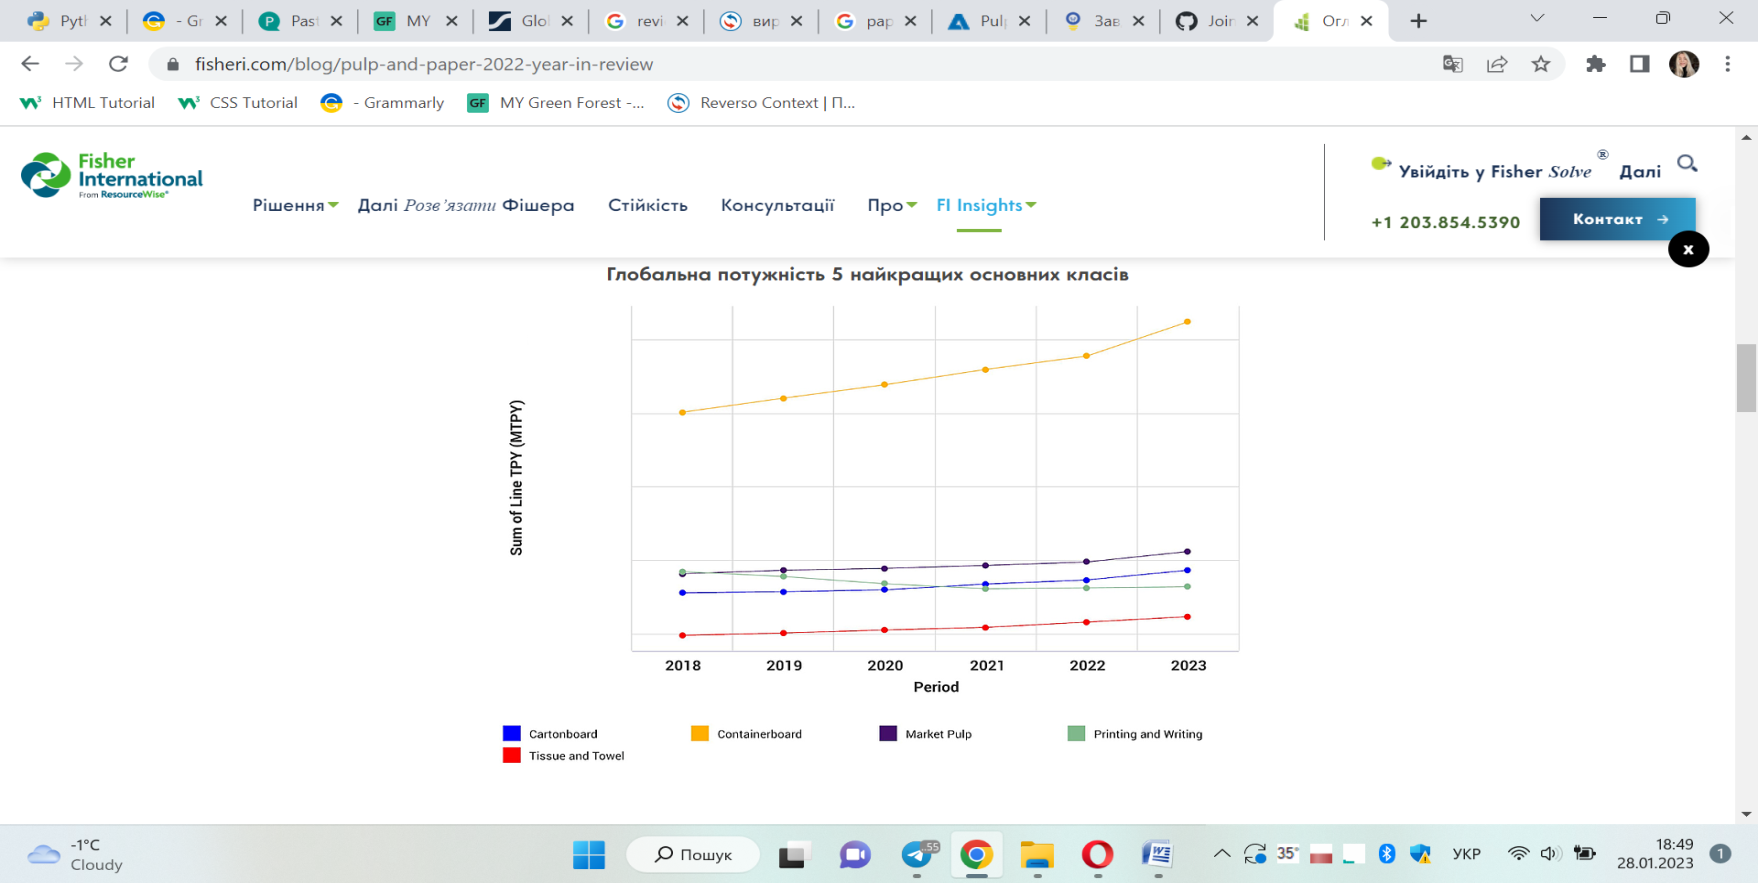 Pyth
- Gr
Past
GF MY
Glo
revi
вир
pap
Pulp
Зав
Join
Огл
fisheri.com/blog/pulp-and-paper-2022-year-in-review
HTML Tutorial
CSS Tutorial
- Grammarly
GF MY Green Forest -...
Reverso Context | П...
Fisher
International
From ResourceWise®
Рішення
Далі Розв’язати Фішера
Стійкість
Консультації
Про
FI Insights
Увійдіть у Fisher Solve ® Далі
+1 203.854.5390
Контакт →
x
Глобальна потужність 5 найкращих основних класів
Sum of Line TPY (MTPY)
2018 2019 2020 2021 2022 2023
Period
Cartonboard Containerboard Market Pulp Printing and Writing
Tissue and Towel
-1°C
Cloudy
Пошук
55
W
35°
УКР
18:49
28.01.2023
1